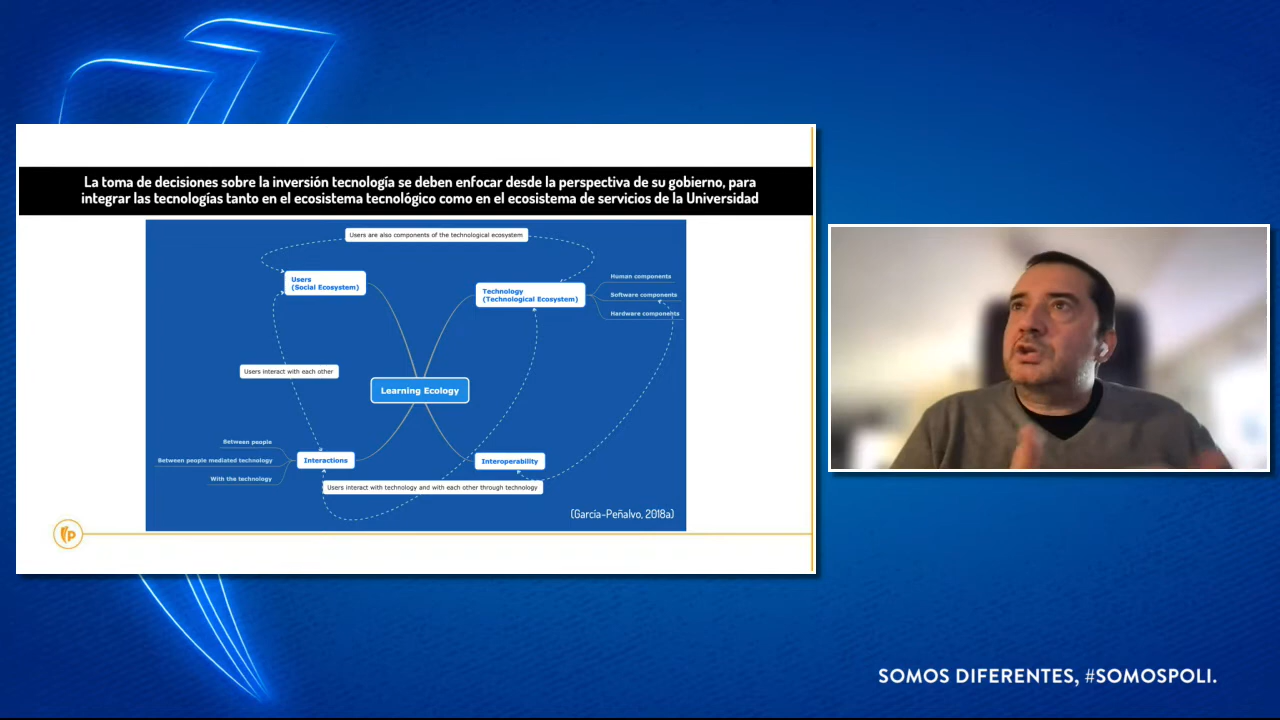 La toma de decisiones sobre la inversión tecnología se deben enfocar desde la perspectiva de su gobierno, para
integrar las tecnologías tanto en el ecosistema tecnológico como en el ecosistema de servicios de la Universidad
Users are also components of the technological ecosystem
Users
(Social Ecosystem)
Technology
(Technological Ecosystem)
Human components
Software components
Hardware components
Users interact with each other
Learning Ecology
Between people
Between people mediated technology
With the technology
Interactions
Interoperability
Users interact with technology and with each other through technology
(García-Peñalvo, 2018a)
P
SOMOS DIFERENTES, #SOMOSPOLI.